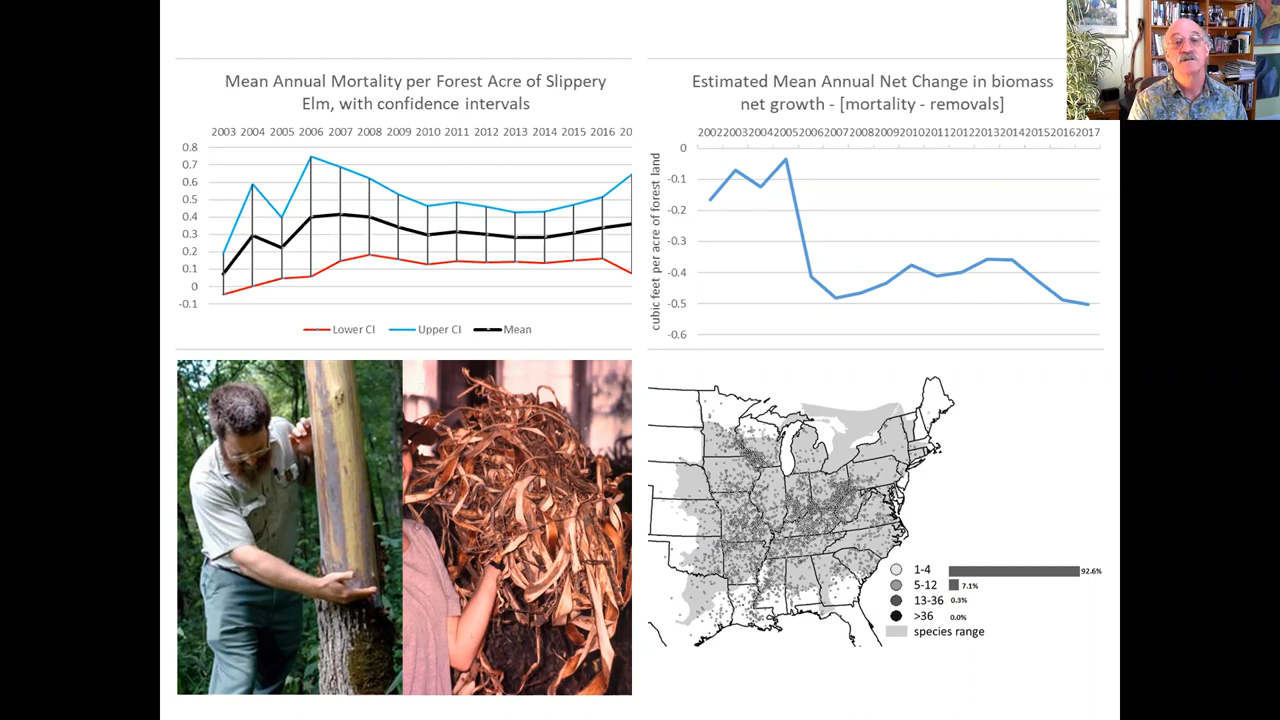 Mean Annual Mortality per Forest Acre of Slippery
Elm, with confidence intervals
2003 2004 2005 2006 2007 2008 2009 2010 2011 2012 2013 2014 2015 2016 20
0.8
0.7
0.6
0.5
0.4
0.3
0.2
0.1
0
-0.1
Lower CI Upper CI Mean
Estimated Mean Annual Net Change in biomass
net growth - [mortality - removals]
2002 2003 2004 2005 2006 2007 2008 2009 2010 2011 2012 2013 2014 2015 2016 2017
cubic feet per acre of forest land
0
-0.1
-0.2
-0.3
-0.4
-0.5
-0.6
1-4 92.6%
5-12 7.1%
13-36 0.3%
>36 0.0%
species range